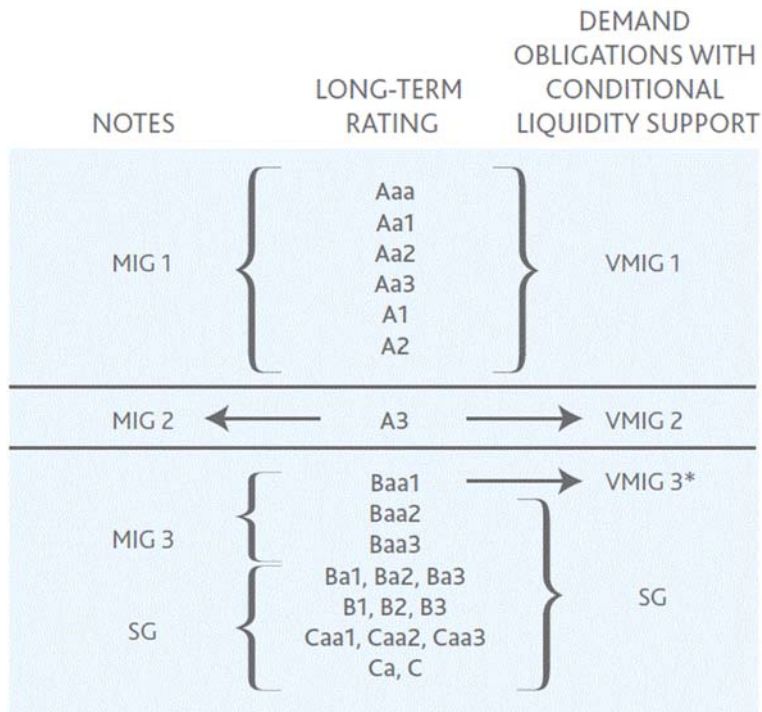 NOTES
LONG-TERM
RATING
DEMAND
OBLIGATIONS WITH
CONDITIONAL
LIQUIDITY SUPPORT
MIG 1
Aaa
Aa1
Aa2
Aa3
A1
A2
VMIG 1
MIG 2
A3
VMIG 2
MIG 3
Baa1
Baa2
Baa3
VMIG 3*
SG
Ba1, Ba2, Ba3
B1, B2, B3
Caa1, Caa2, Caa3
Ca, C
SG